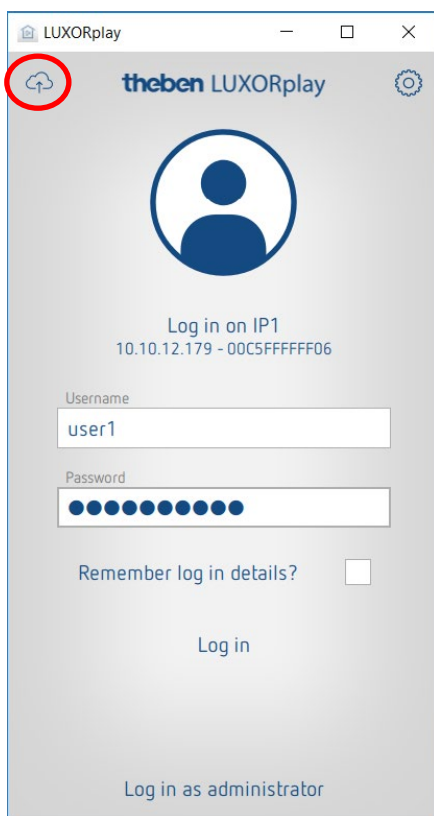 LUXORplay
theben LUXORplay
Log in on IP1
10.10.12.179 - 00C5FFFFFF06
Username
user1
Password
●●●●●●●●●●
Remember log in details?
Log in
Log in as administrator